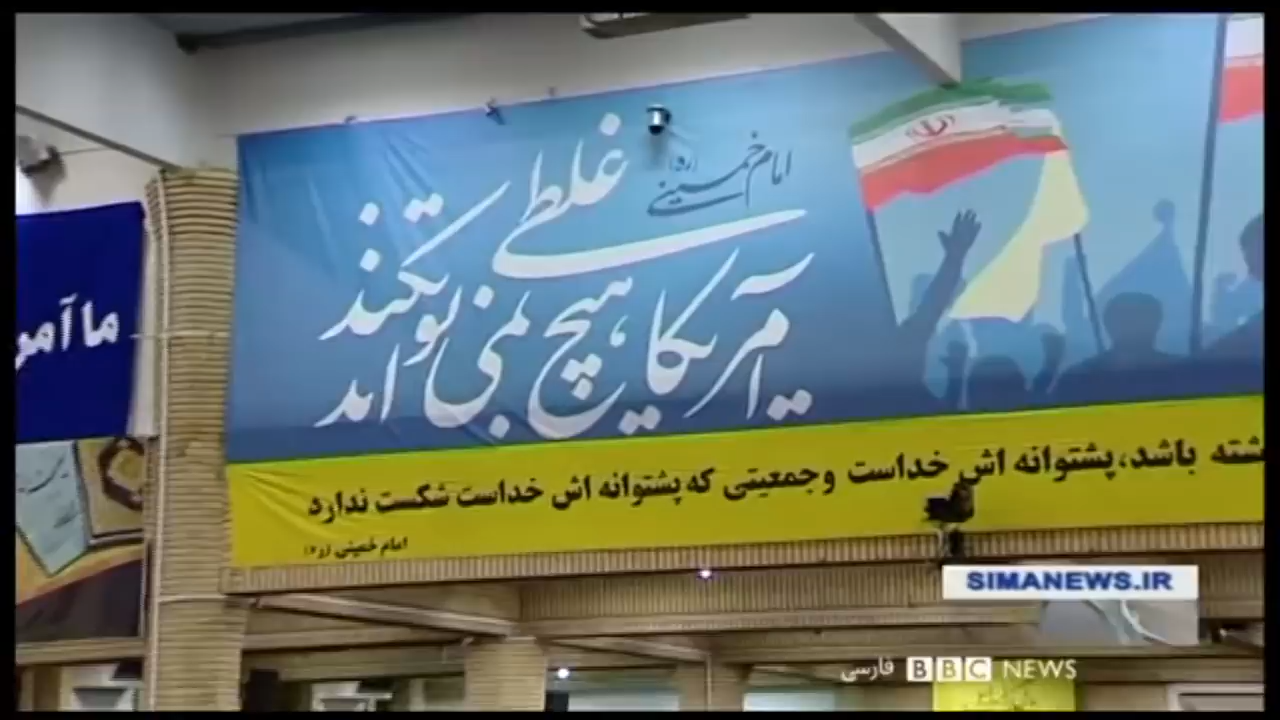 امام خمینی (ره)
آمریکا هیچ غلطی نمی تواند بکند
شته باشد، پشتوانه اش خداست وجمعیتی که پشتوانه اش خداست شکست ندارد
امام خمینی (ره)
ما آمر
SIMANEWS.IR
BBC NEWS فارسی